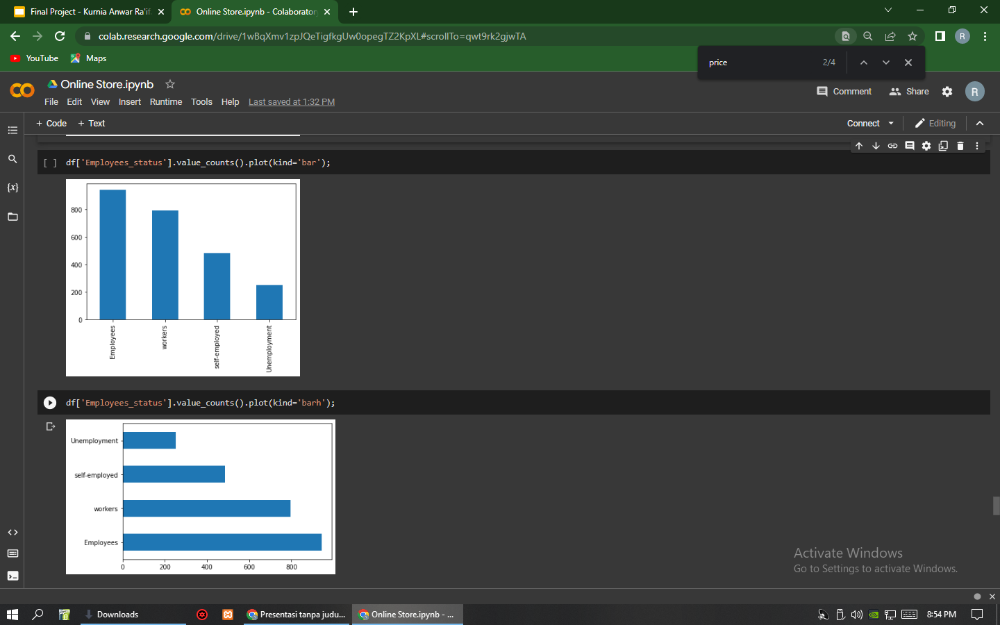 Final Project - Kurnia Anwar Ra'if
Online Store.ipynb - Colaboratory
colab.research.google.com/drive/1wBqXmv1zpJQeTigfkgUw0opegTZ2KpXL#scrollTo=qwt9rk2gjwTA
R
YouTube
Maps
price
2/4
Online Store.ipynb
File Edit View Insert Runtime Tools Help Last saved at 1:32 PM
Comment
Share
R
+ Code + Text
Connect
Editing
{x}
[ ] df['Employees_status'].value_counts().plot(kind='bar');
800
600
400
200
0
Employees
workers
self-employed
Unemployment
df['Employees_status'].value_counts().plot(kind='barh');
Unemployment
self-employed
workers
Employees
0 200 400 600 800
Activate Windows
Go to Settings to activate Windows.
Downloads
Presentasi tanpa judu...
Online Store.ipynb - ...
8:54 PM